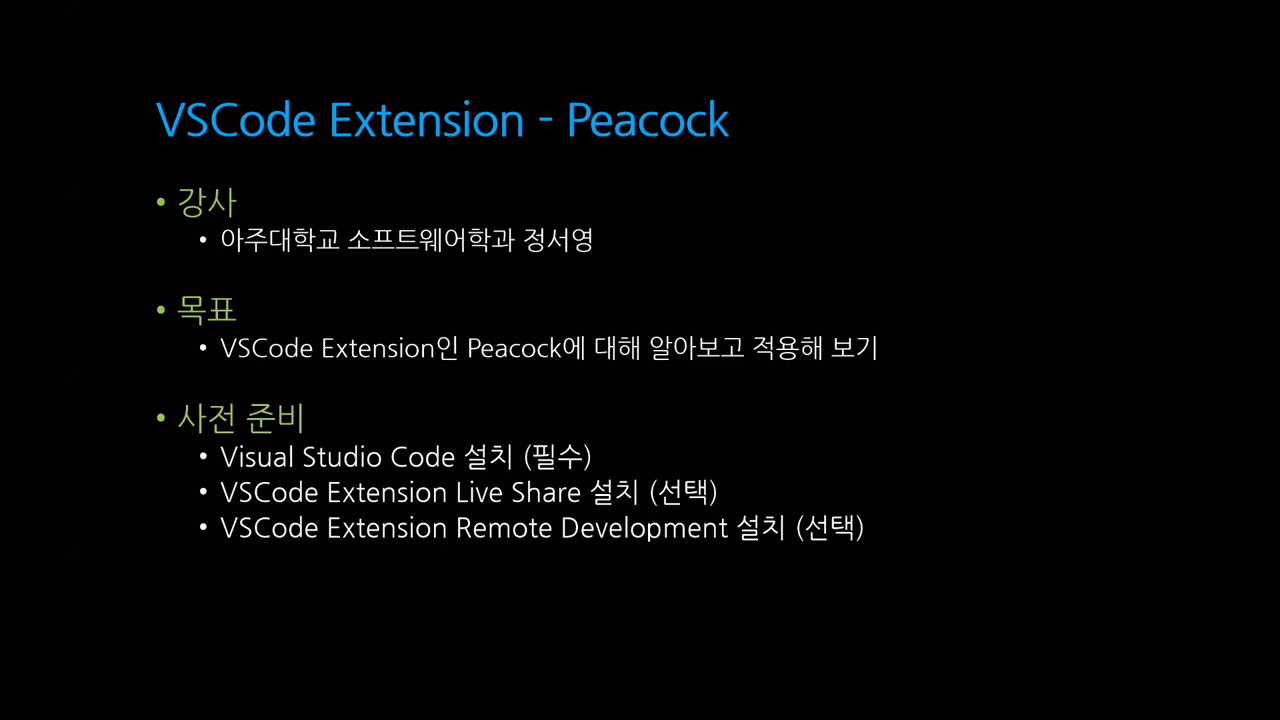 VSCode Extension - Peacock
• 강사
• 아주대학교 소프트웨어학과 정서영
• 목표
• VSCode Extension인 Peacock에 대해 알아보고 적용해 보기
• 사전 준비
• Visual Studio Code 설치 (필수)
• VSCode Extension Live Share 설치 (선택)
• VSCode Extension Remote Development 설치 (선택)